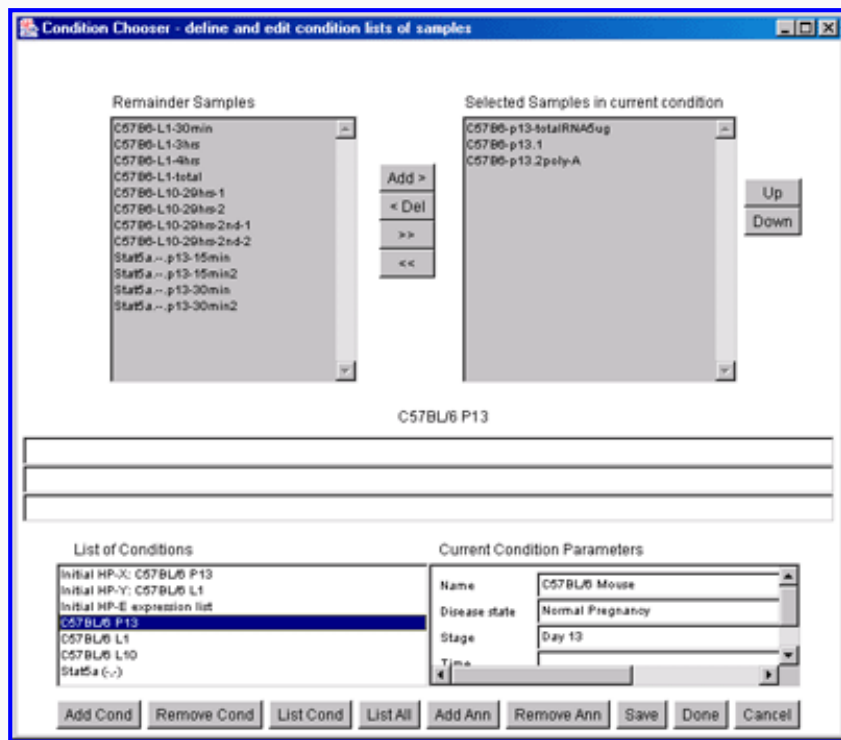 Condition Chooser - define and edit condition lists of samples
Remainder Samples
C57B6-L1-30min
C57B6-L1-3hrs
C57B6-L1-4hrs
C57B6-L1-total
C57B6-L10-29hrs-1
C57B6-L10-29hrs-2
C57B6-L10-29hrs-2nd-1
C57B6-L10-29hrs-2nd-2
Stat5a.--.p13-15min
Stat5a.--.p13-15min2
Stat5a.--.p13-30min
Stat5a.--.p13-30min2
Add >
< Del
>>
<<
Selected Samples in current condition
C57B6-p13-totalRNA5ug
C57B6-p13.1
C57B6-p13.2poly-A
Up
Down
C57BL/6 P13
List of Conditions
Initial HP-X: C57BL/6 P13
Initial HP-Y: C57BL/6 L1
Initial HP-E expression list
C57BL/6 P13
C57BL/6 L1
C57BL/6 L10
Stat5a (-,-)
Current Condition Parameters
Name C57BL/6 Mouse
Disease state Normal Pregnancy
Stage Day 13
Time
Add Cond Remove Cond List Cond List All Add Ann Remove Ann Save Done Cancel